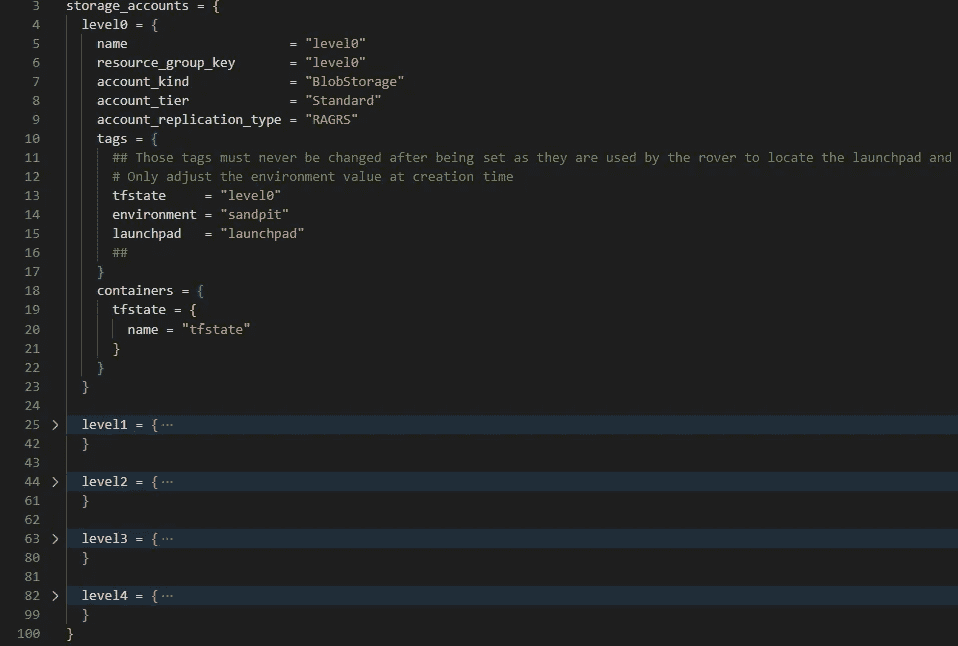 3 storage_accounts = {
4 level0 = {
5 name = "level0"
6 resource_group_key = "level0"
7 account_kind = "BlobStorage"
8 account_tier = "Standard"
9 account_replication_type = "RAGRS"
10 tags = {
11 ## Those tags must never be changed after being set as they are used by the rover to locate the launchpad and
12 # Only adjust the environment value at creation time
13 tfstate = "level0"
14 environment = "sandpit"
15 launchpad = "launchpad"
16 ##
17 }
18 containers = {
19 tfstate = {
20 name = "tfstate"
21 }
22 }
23 }
24
25 > level1 = {···
42 }
43
44 > level2 = {···
61 }
62
63 > level3 = {···
80 }
81
82 > level4 = {···
99 }
100 }